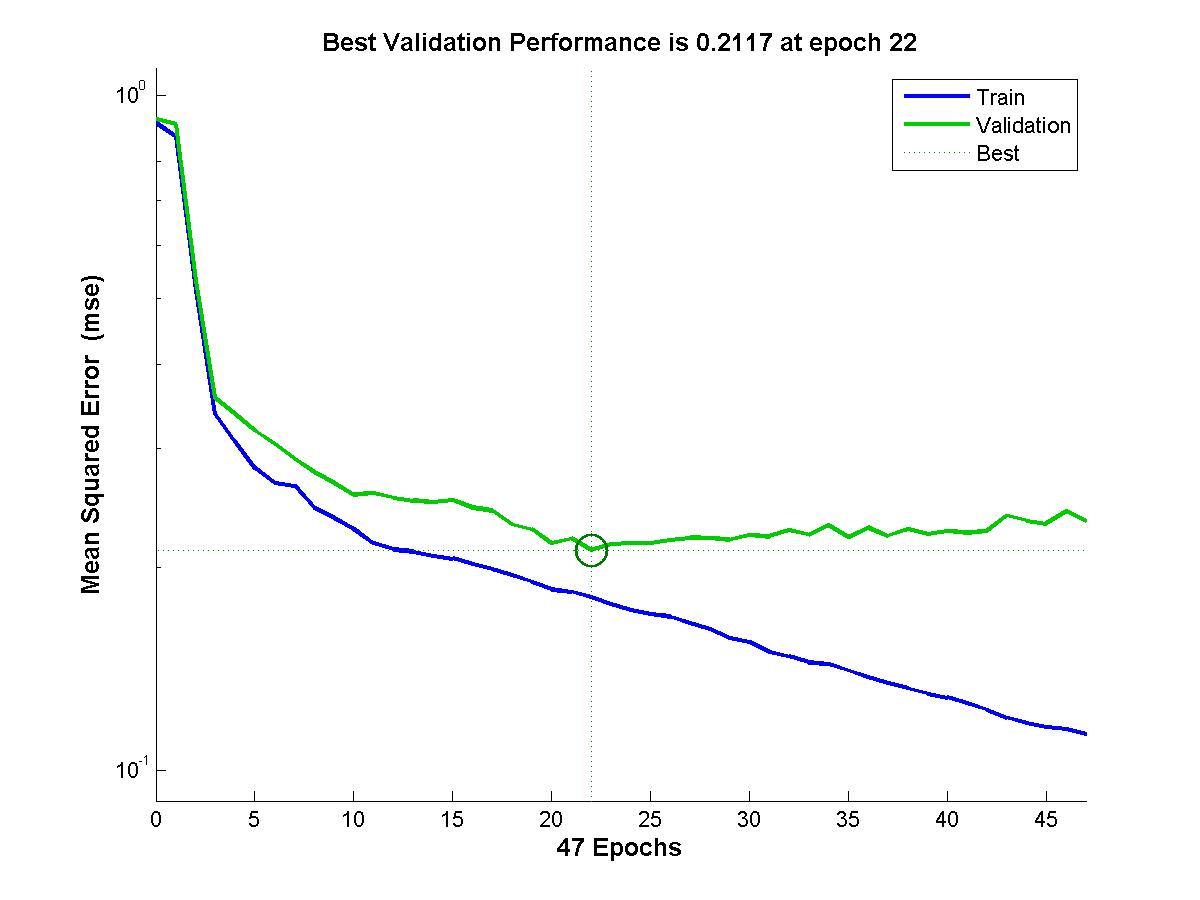 Best Validation Performance is 0.2117 at epoch 22
Train
Validation
Best
Mean Squared Error (mse)
10^0
10^-1
0 5 10 15 20 25 30 35 40 45
47 Epochs